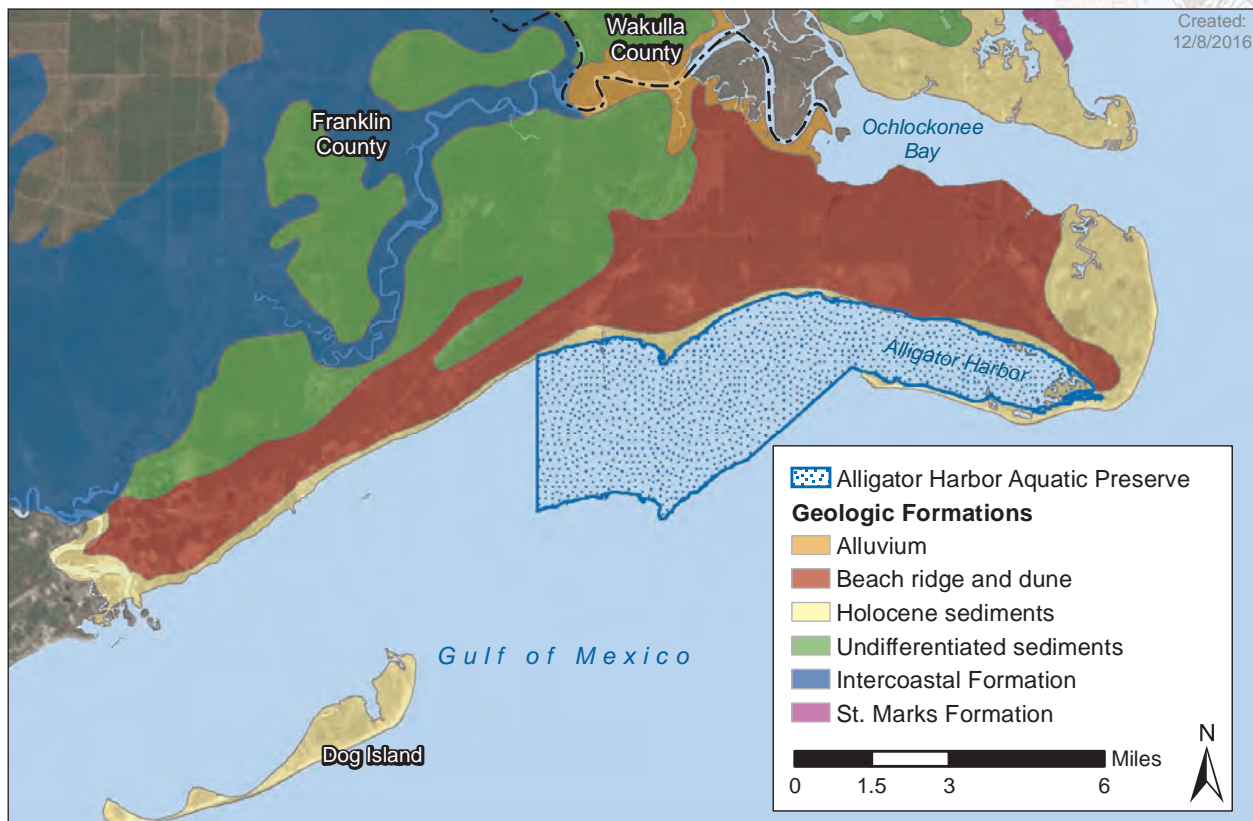 Created:
12/8/2016
Wakulla
County
Franklin
County
Ochlockonee
Bay
Alligator Harbor
Gulf of Mexico
Dog Island
Alligator Harbor Aquatic Preserve
Geologic Formations
Alluvium
Beach ridge and dune
Holocene sediments
Undifferentiated sediments
Intercoastal Formation
St. Marks Formation
N
Miles
0 1.5 3 6